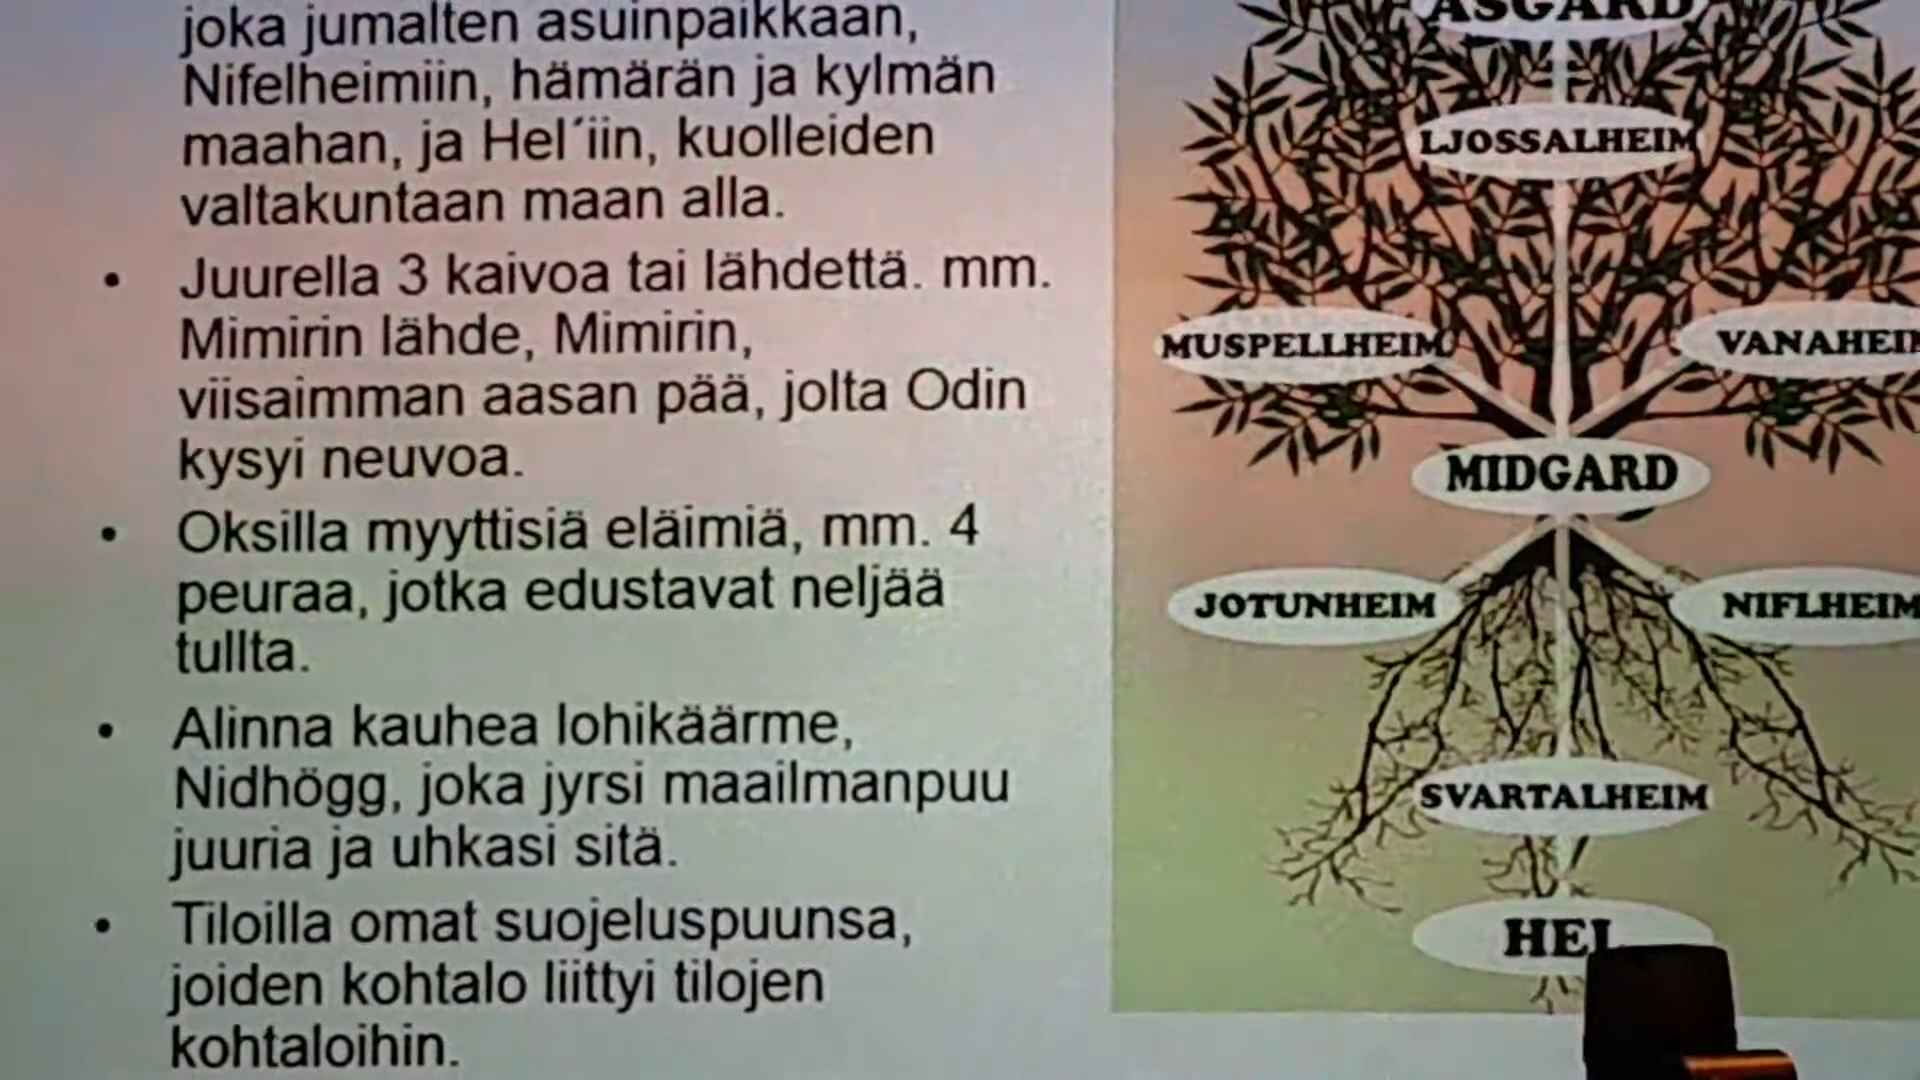 joka jumalten asuinpaikkaan,
Nifelheimiin, hämärän ja kylmän
maahan, ja Hel´iin, kuolleiden
valtakuntaan maan alla.
• Juurella 3 kaivoa tai lähdettä. mm.
Mimirin lähde, Mimirin,
viisaimman aasan pää, jolta Odin
kysyi neuvoa.
• Oksilla myyttisiä eläimiä, mm. 4
peuraa, jotka edustavat neljää
tullta.
• Alinna kauhea lohikäärme,
Nidhögg, joka jyrsi maailmanpuu
juuria ja uhkasi sitä.
• Tiloilla omat suojeluspuunsa,
joiden kohtalo liittyi tilojen
kohtaloihin.
ASGARD
LJOSSALHEIM
MUSPELLHEIM
VANAHEIM
MIDGARD
JOTUNHEIM
NIFLHEIM
SVARTALHEIM
HEL